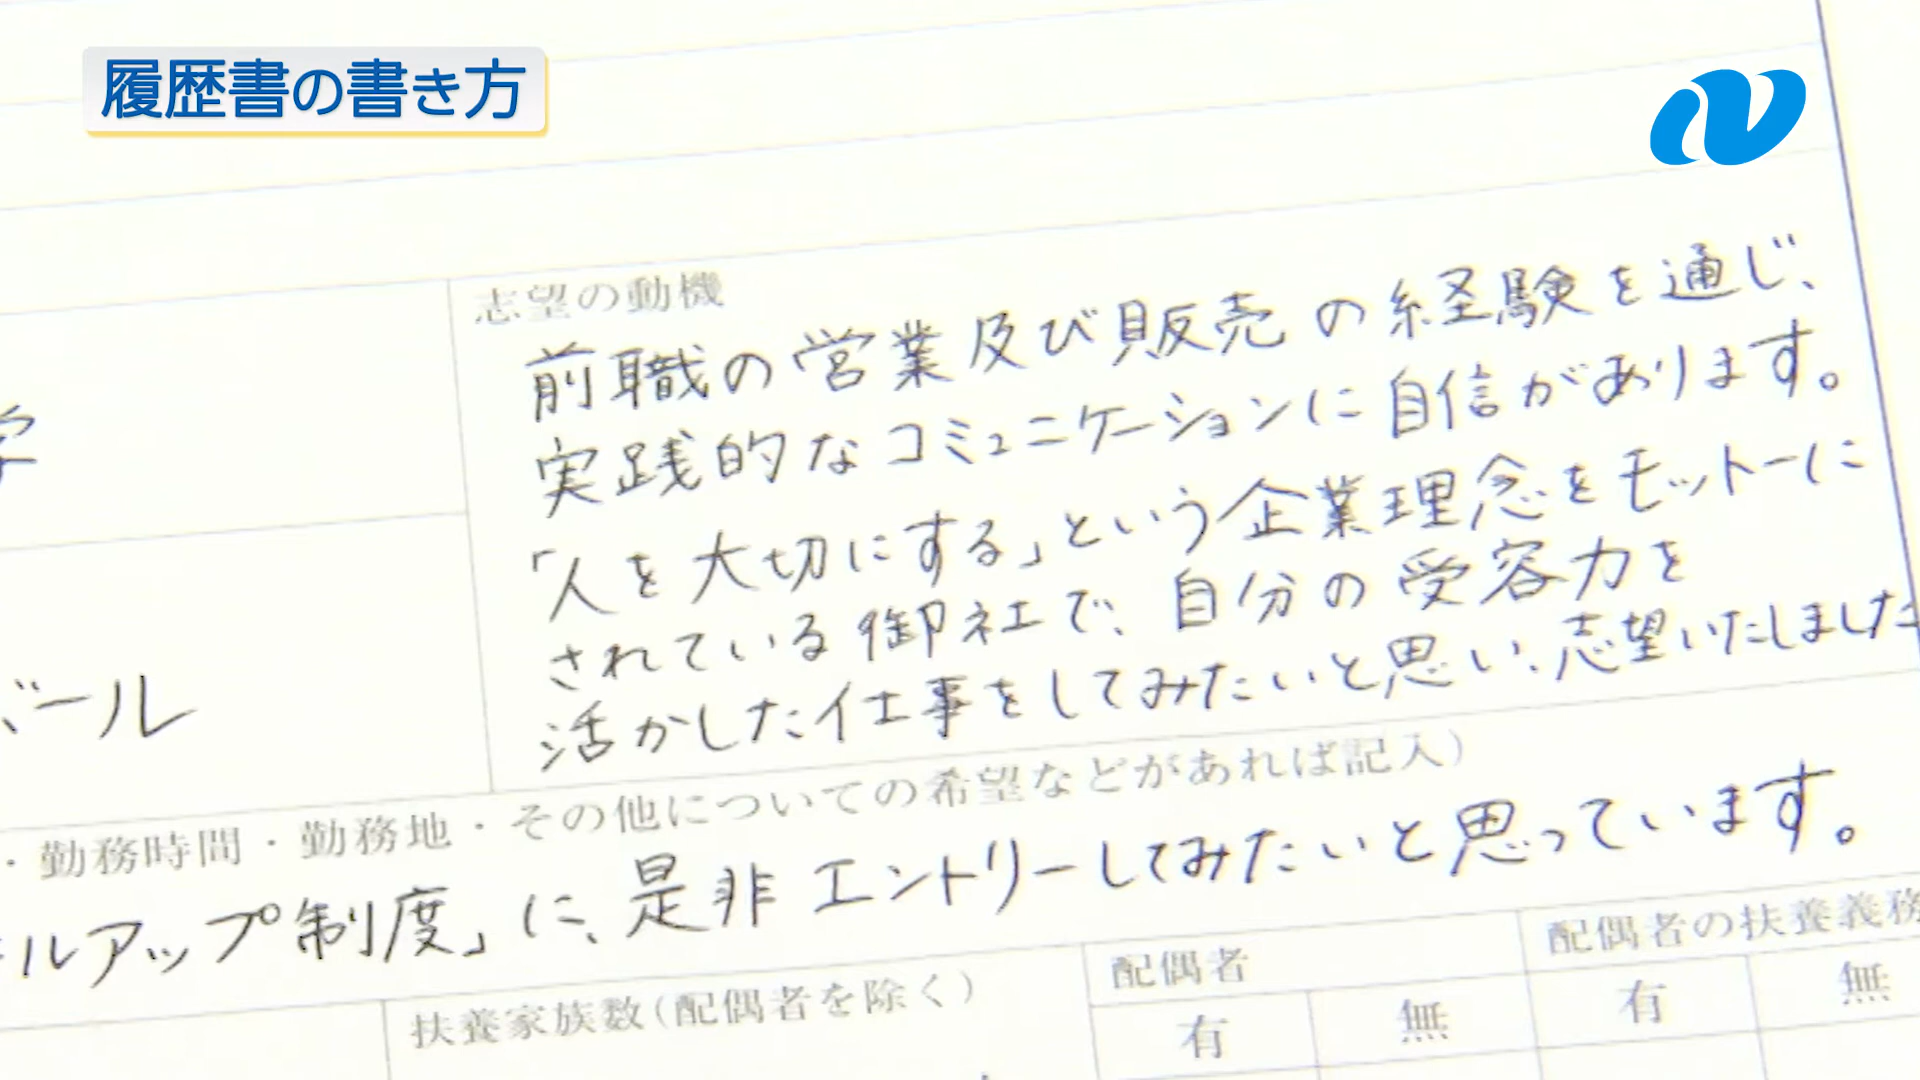 履歴書の書き方
志望の動機
前職の営業及び販売の経験を通じ、
実践的なコミュニケーションに自信があります。
「人を大切にする」という企業理念をモットーに
されている御社で、自分の受容力を
活かした仕事をしてみたいと思い、志望いたしました
ボール
・勤務時間・勤務地・その他についての希望などがあれば記入)
ルアップ制度」に、是非エントリーしてみたいと思っています。
扶養家族数(配偶者を除く)
配偶者
有 無
配偶者の扶養義務
有 無